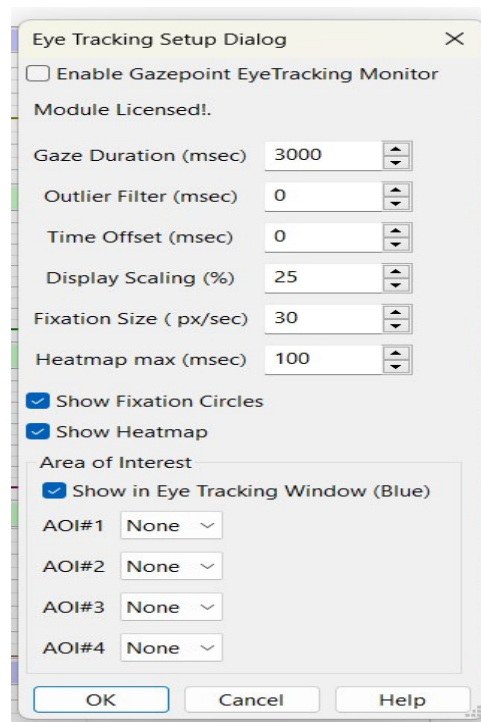 Eye Tracking Setup Dialog
Enable Gazepoint EyeTracking Monitor
Module Licensed!.
Gaze Duration (msec) 3000
Outlier Filter (msec) 0
Time Offset (msec) 0
Display Scaling (%) 25
Fixation Size ( px/sec) 30
Heatmap max (msec) 100
Show Fixation Circles
Show Heatmap
Area of Interest
Show in Eye Tracking Window (Blue)
AOI#1 None
AOI#2 None
AOI#3 None
AOI#4 None
OK Cancel Help